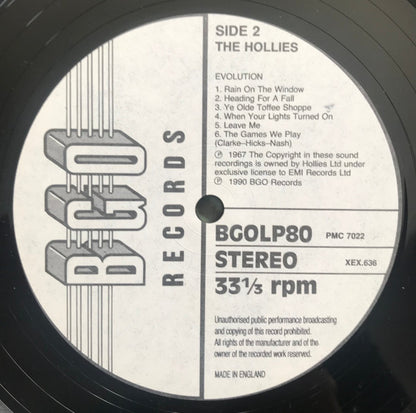 BGO
RECORDS
SIDE 2
THE HOLLIES
EVOLUTION
1. Rain On The Window
2. Heading For A Fall
3. Ye Olde Toffee Shoppe
4. When Your Lights Turned On
5. Leave Me
6. The Games We Play
(Clarke–Hicks–Nash)
℗ 1967 The Copyright in these sound
recordings is owned by Hollies Ltd under
exclusive license to EMI Records Ltd
℗ 1990 BGO Records
BGOLP80 PMC 7022
STEREO XEX.636
33⅓ rpm
Unauthorised public performance broadcasting
and copying of this record prohibited.
All rights of the manufacturer and of the
owner of the recorded work reserved.
MADE IN ENGLAND